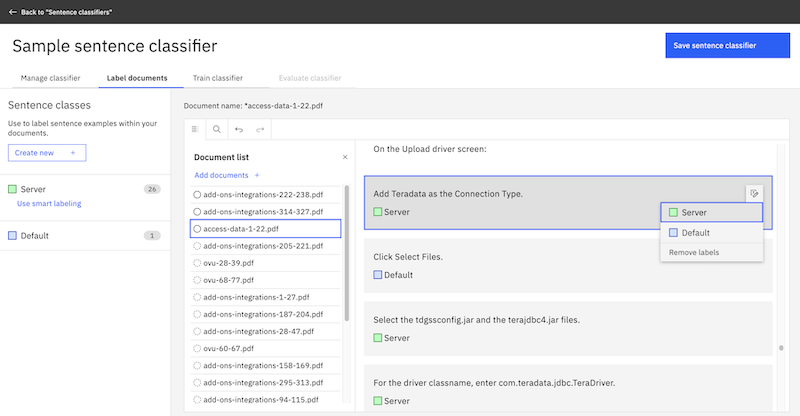 Back to "Sentence classifiers"
Sample sentence classifier
Save sentence classifier
Manage classifier
Label documents
Train classifier
Evaluate classifier
Sentence classes
Use to label sentence examples within your
documents.
Create new +
Server 26
Use smart labeling
Default 1
Document name: *access-data-1-22.pdf
Document list
Add documents +
add-ons-integrations-222-238.pdf
add-ons-integrations-314-327.pdf
access-data-1-22.pdf
add-ons-integrations-205-221.pdf
ovu-28-39.pdf
ovu-68-77.pdf
add-ons-integrations-1-27.pdf
add-ons-integrations-187-204.pdf
add-ons-integrations-28-47.pdf
ovu-60-67.pdf
add-ons-integrations-158-169.pdf
add-ons-integrations-295-313.pdf
add-ons-integrations-94-115.pdf
On the Upload driver screen:
Add Teradata as the Connection Type.
Server
Server
Default
Remove labels
Click Select Files.
Default
Select the tdgssconfig.jar and the terajdbc4.jar files.
Server
For the driver classname, enter com.teradata.jdbc.TeraDriver.
Server